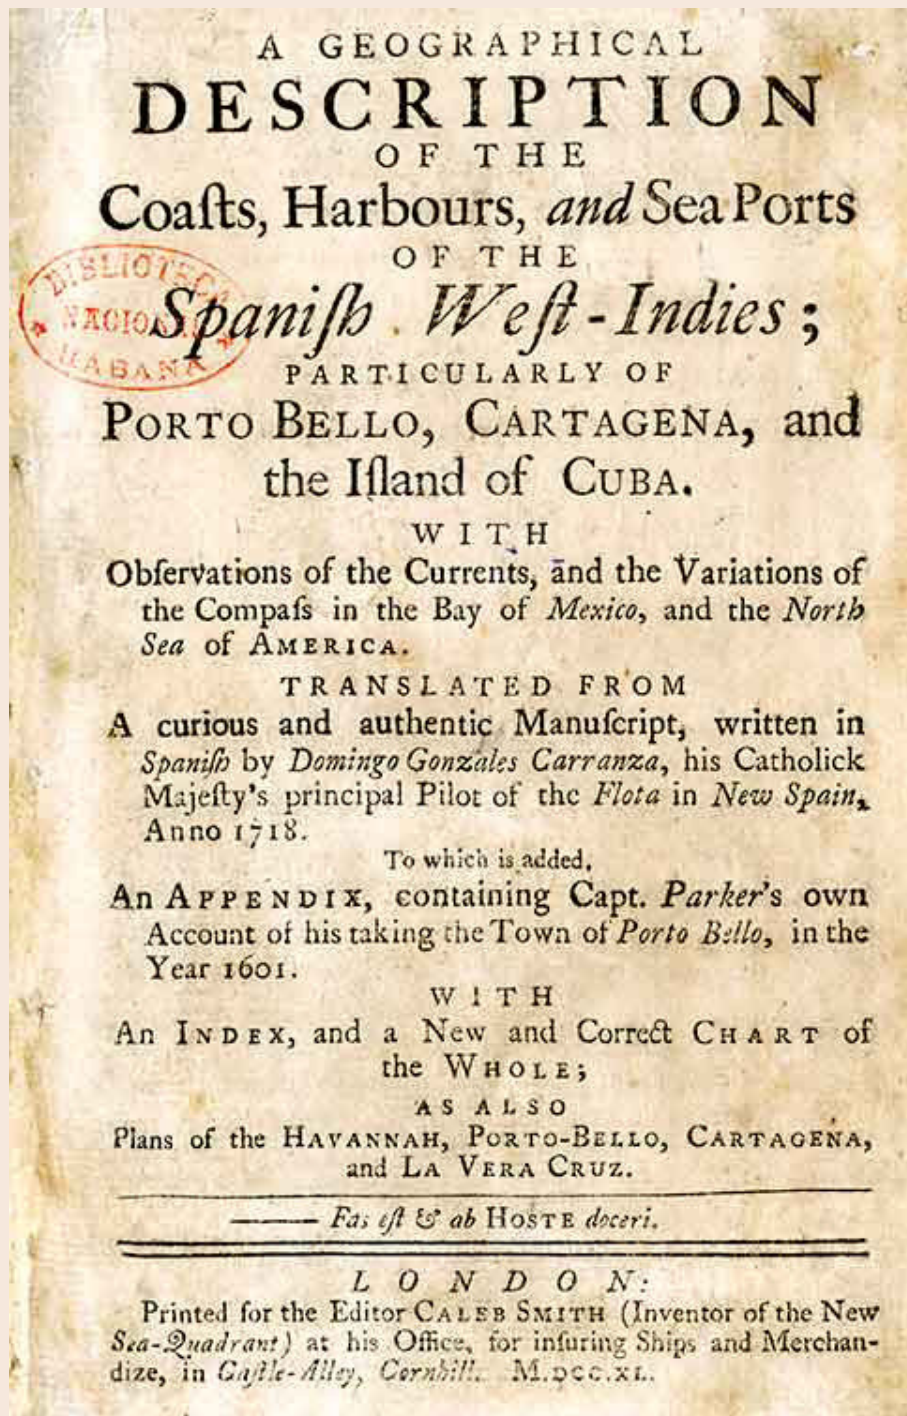 A GEOGRAPHICAL
DESCRIPTION
OF THE
Coaſts, Harbours, and Sea Ports
OF THE
Spaniſh Weſt-Indies;
PARTICULARLY OF
PORTO BELLO, CARTAGENA, and
the Iſland of CUBA.
WITH
Obſervations of the Currents, and the Variations of
the Compaſs in the Bay of Mexico, and the North
Sea of AMERICA.
TRANSLATED FROM
A curious and authentic Manuſcript, written in
Spaniſh by Domingo Gonzales Carranza, his Catholick
Majeſty's principal Pilot of the Flota in New Spain,
Anno 1718.
To which is added,
An APPENDIX, containing Capt. Parker's own
Account of his taking the Town of Porto Bello, in the
Year 1601.
WITH
An INDEX, and a New and Correct CHART of
the WHOLE;
AS ALSO
Plans of the HAVANNAH, PORTO-BELLO, CARTAGENA,
and LA VERA CRUZ.
—— Fas eſt & ab HOSTE doceri.
LONDON:
Printed for the Editor CALEB SMITH (Inventor of the New
Sea-Quadrant) at his Office, for inſuring Ships and Merchan-
dize, in Caſtle-Alley, Cornhill. M.DCC.XL.
BIBLIOTECA
NACIONAL
HABANA